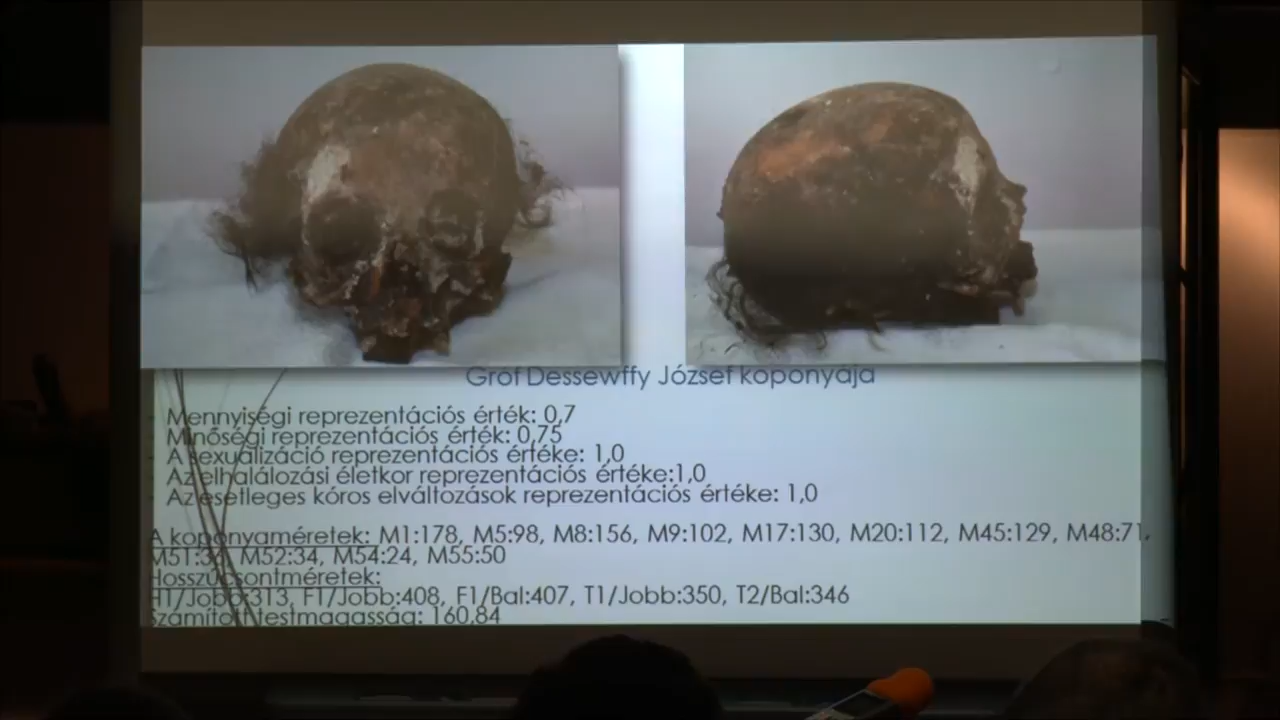 Gróf Dessewffy József koponyája
Mennyiségi reprezentációs érték: 0,7
Minőségi reprezentációs érték: 0,75
A sexualizáció reprezentációs értéke: 1,0
Az elhalálozási életkor reprezentációs értéke:1,0
Az esetleges kóros elváltozások reprezentációs értéke: 1,0
A koponyaméretek: M1:178, M5:98, M8:156, M9:102, M17:130, M20:112, M45:129, M48:71,
M52:34, M54:24, M55:50
Hosszúcsontméretek:
H1/Jobb:313, F1/Jobb:408, F1/Bal:407, T1/Jobb:350, T2/Bal:346
Számított testmagasság: 160,84